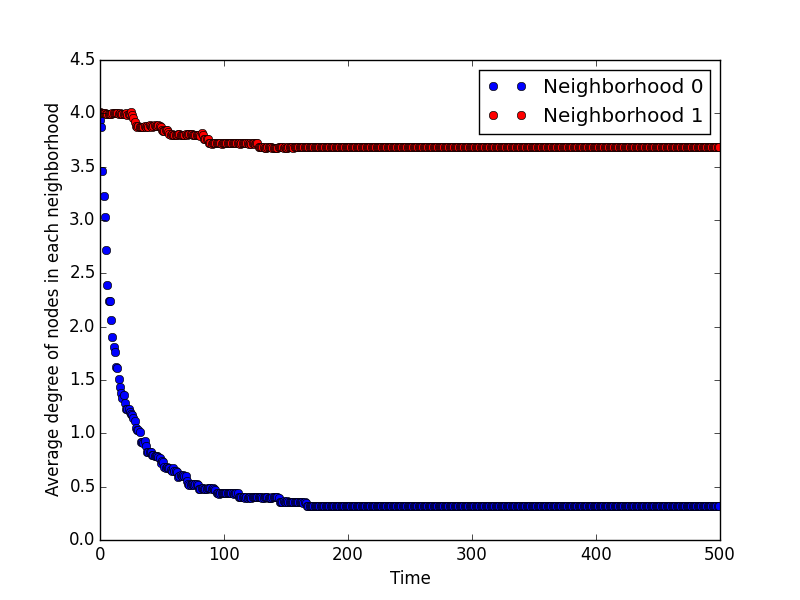 4.5
4.0
3.5
3.0
2.5
2.0
1.5
1.0
0.5
0.0
Average degree of nodes in each neighborhood
Neighborhood 0
Neighborhood 1
0 100 200 300 400 500
Time